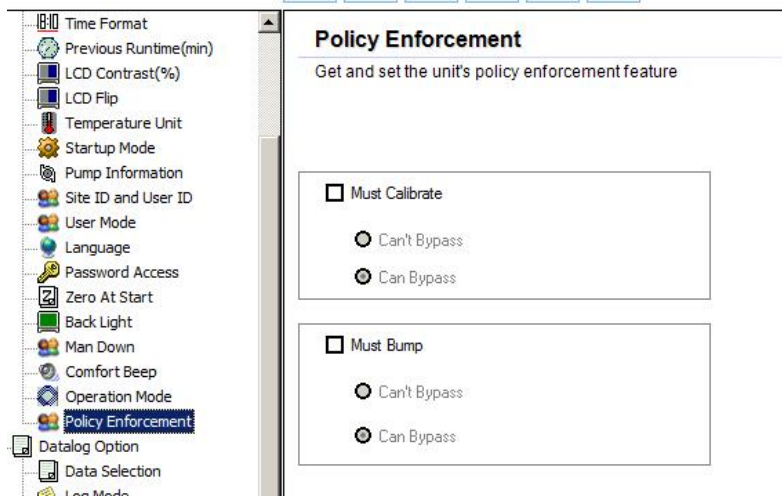 Time Format
Previous Runtime(min)
LCD Contrast(%)
LCD Flip
Temperature Unit
Startup Mode
Pump Information
Site ID and User ID
User Mode
Language
Password Access
Zero At Start
Back Light
Man Down
Comfort Beep
Operation Mode
Policy Enforcement
Datalog Option
Data Selection
Log Mode
Policy Enforcement
Get and set the unit's policy enforcement feature
Must Calibrate
Can't Bypass
Can Bypass
Must Bump
Can't Bypass
Can Bypass